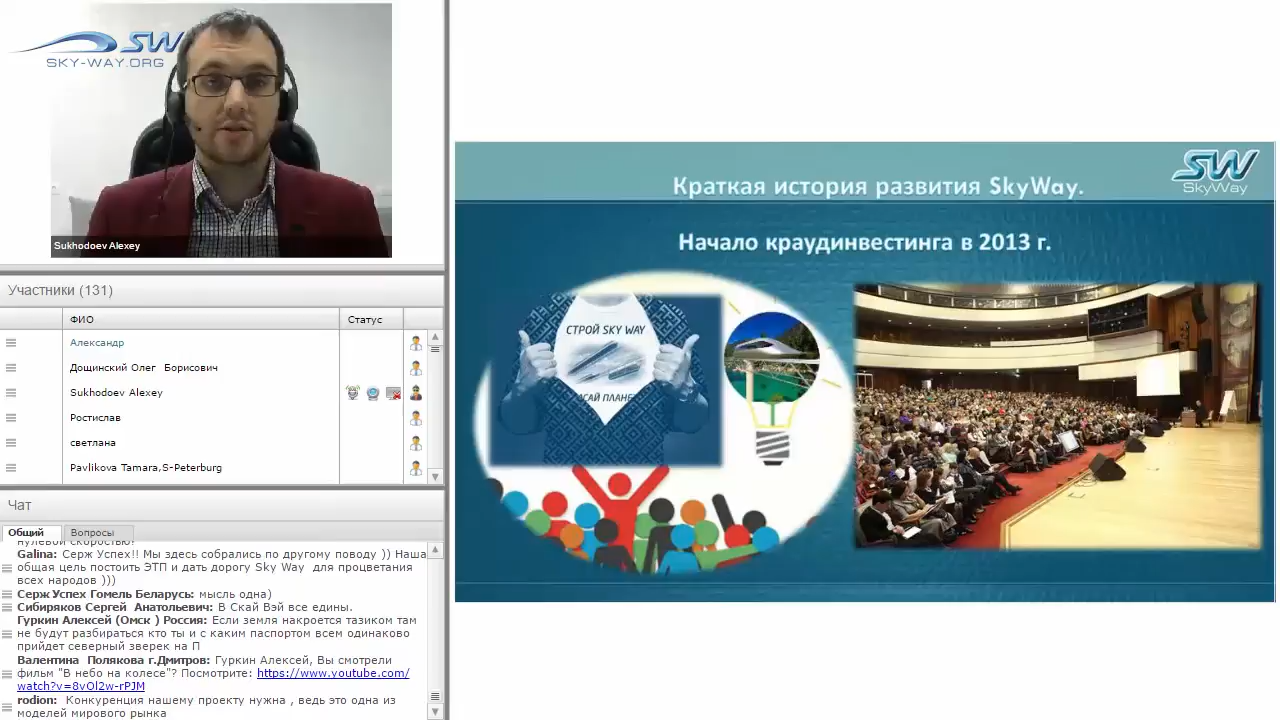 SW
SKY-WAY.ORG
Sukhodoev Alexey
Участники (131)
ФИО
Статус
Александр
Дощинский Олег Борисович
Sukhodoev Alexey
Ростислав
светлана
Pavlikova Tamara,S-Peterburg
Чат
Общий
Вопросы
нулевой скоростью?
Galina: Серж Успех!! Мы здесь собрались по другому поводу )) Наша
общая цель постоить ЭТП и дать дорогу Sky Way для процветания
всех народов )))
Серж Успех Гомель Беларусь: мысль одна)
Сибиряков Сергей Анатольевич: В Скай Вэй все едины.
Гуркин Алексей (Омск ) Россия: Если земля накроется тазиком там
не будут разбираться кто ты и с каким паспортом всем одинаково
прийдет северный зверек на П
Валентина Полякова г.Дмитров: Гуркин Алексей, Вы смотрели
фильм "В небо на колесе"? Посмотрите: https://www.youtube.com/
watch?v=8vOl2w-rPJM
rodion: Конкуренция нашему проекту нужна , ведь это одна из
моделей мирового рынка
Краткая история развития SkyWay.
SW
SkyWay
Начало краудинвестинга в 2013 г.
СТРОЙ SKY WAY
АСАЙ ПЛАНЕ